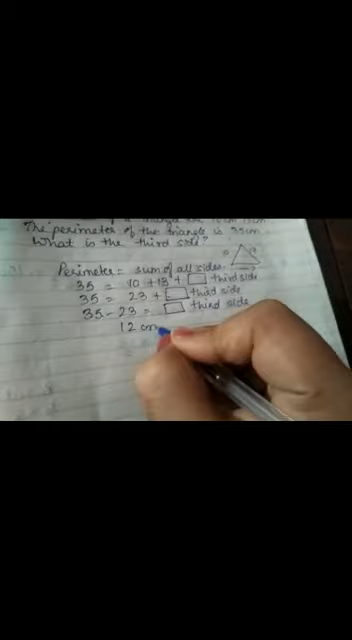 The perimeter of the triangle is 35cm.
What is the third side?
Perimeter = sum of all sides.
35 = 10 + 13 + □ third side
35 = 23 + □ third side
35 - 23 = □ third side
12 cm